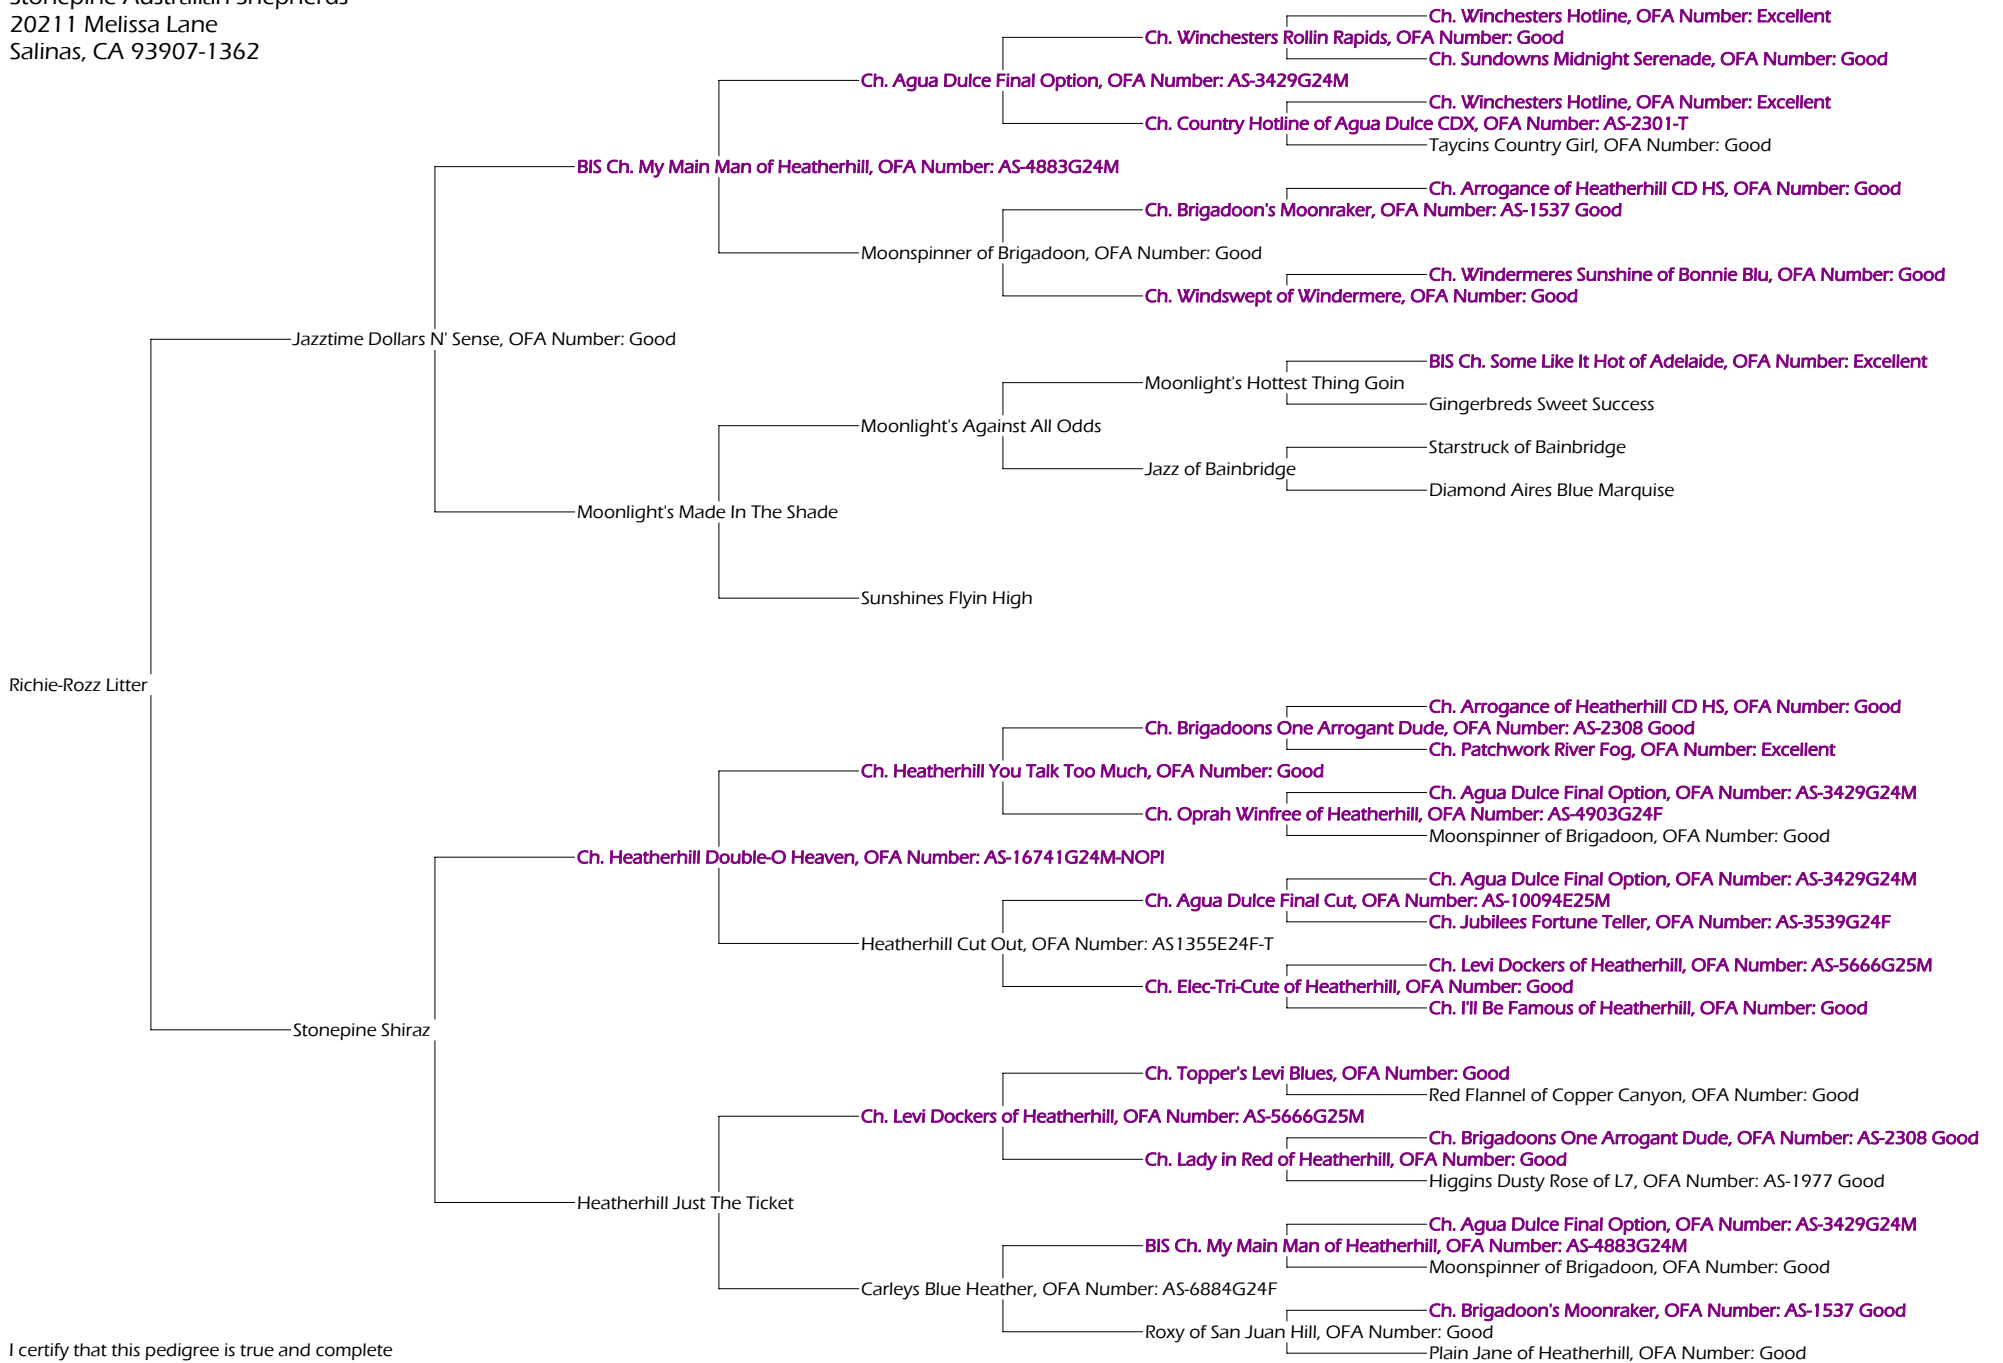 Stonepine Australian Shepherds
20211 Melissa Lane
Salinas, CA 93907-1362
Ch. Winchesters Hotline, OFA Number: Excellent
Ch. Winchesters Rollin Rapids, OFA Number: Good
Ch. Sundowns Midnight Serenade, OFA Number: Good
Ch. Agua Dulce Final Option, OFA Number: AS-3429G24M
Ch. Winchesters Hotline, OFA Number: Excellent
Ch. Country Hotline of Agua Dulce CDX, OFA Number: AS-2301-T
Taycins Country Girl, OFA Number: Good
BIS Ch. My Main Man of Heatherhill, OFA Number: AS-4883G24M
Ch. Arrogance of Heatherhill CD HS, OFA Number: Good
Ch. Brigadoon's Moonraker, OFA Number: AS-1537 Good
Moonspinner of Brigadoon, OFA Number: Good
Ch. Windermeres Sunshine of Bonnie Blu, OFA Number: Good
Ch. Windswept of Windermere, OFA Number: Good
Jazztime Dollars N' Sense, OFA Number: Good
BIS Ch. Some Like It Hot of Adelaide, OFA Number: Excellent
Moonlight's Hottest Thing Goin
Gingerbreds Sweet Success
Moonlight's Against All Odds
Starstruck of Bainbridge
Jazz of Bainbridge
Diamond Aires Blue Marquise
Moonlight's Made In The Shade
Sunshines Flyin High
Richie-Rozz Litter
Ch. Arrogance of Heatherhill CD HS, OFA Number: Good
Ch. Brigadoons One Arrogant Dude, OFA Number: AS-2308 Good
Ch. Patchwork River Fog, OFA Number: Excellent
Ch. Heatherhill You Talk Too Much, OFA Number: Good
Ch. Agua Dulce Final Option, OFA Number: AS-3429G24M
Ch. Oprah Winfree of Heatherhill, OFA Number: AS-4903G24F
Moonspinner of Brigadoon, OFA Number: Good
Ch. Heatherhill Double-O Heaven, OFA Number: AS-16741G24M-NOPI
Ch. Agua Dulce Final Option, OFA Number: AS-3429G24M
Ch. Agua Dulce Final Cut, OFA Number: AS-10094E25M
Ch. Jubilees Fortune Teller, OFA Number: AS-3539G24F
Heatherhill Cut Out, OFA Number: AS1355E24F-T
Ch. Levi Dockers of Heatherhill, OFA Number: AS-5666G25M
Ch. Elec-Tri-Cute of Heatherhill, OFA Number: Good
Ch. I'll Be Famous of Heatherhill, OFA Number: Good
Stonepine Shiraz
Ch. Topper's Levi Blues, OFA Number: Good
Red Flannel of Copper Canyon, OFA Number: Good
Ch. Levi Dockers of Heatherhill, OFA Number: AS-5666G25M
Ch. Brigadoons One Arrogant Dude, OFA Number: AS-2308 Good
Ch. Lady in Red of Heatherhill, OFA Number: Good
Higgins Dusty Rose of L7, OFA Number: AS-1977 Good
Heatherhill Just The Ticket
Ch. Agua Dulce Final Option, OFA Number: AS-3429G24M
BIS Ch. My Main Man of Heatherhill, OFA Number: AS-4883G24M
Moonspinner of Brigadoon, OFA Number: Good
Carleys Blue Heather, OFA Number: AS-6884G24F
Ch. Brigadoon's Moonraker, OFA Number: AS-1537 Good
Roxy of San Juan Hill, OFA Number: Good
Plain Jane of Heatherhill, OFA Number: Good
I certify that this pedigree is true and complete